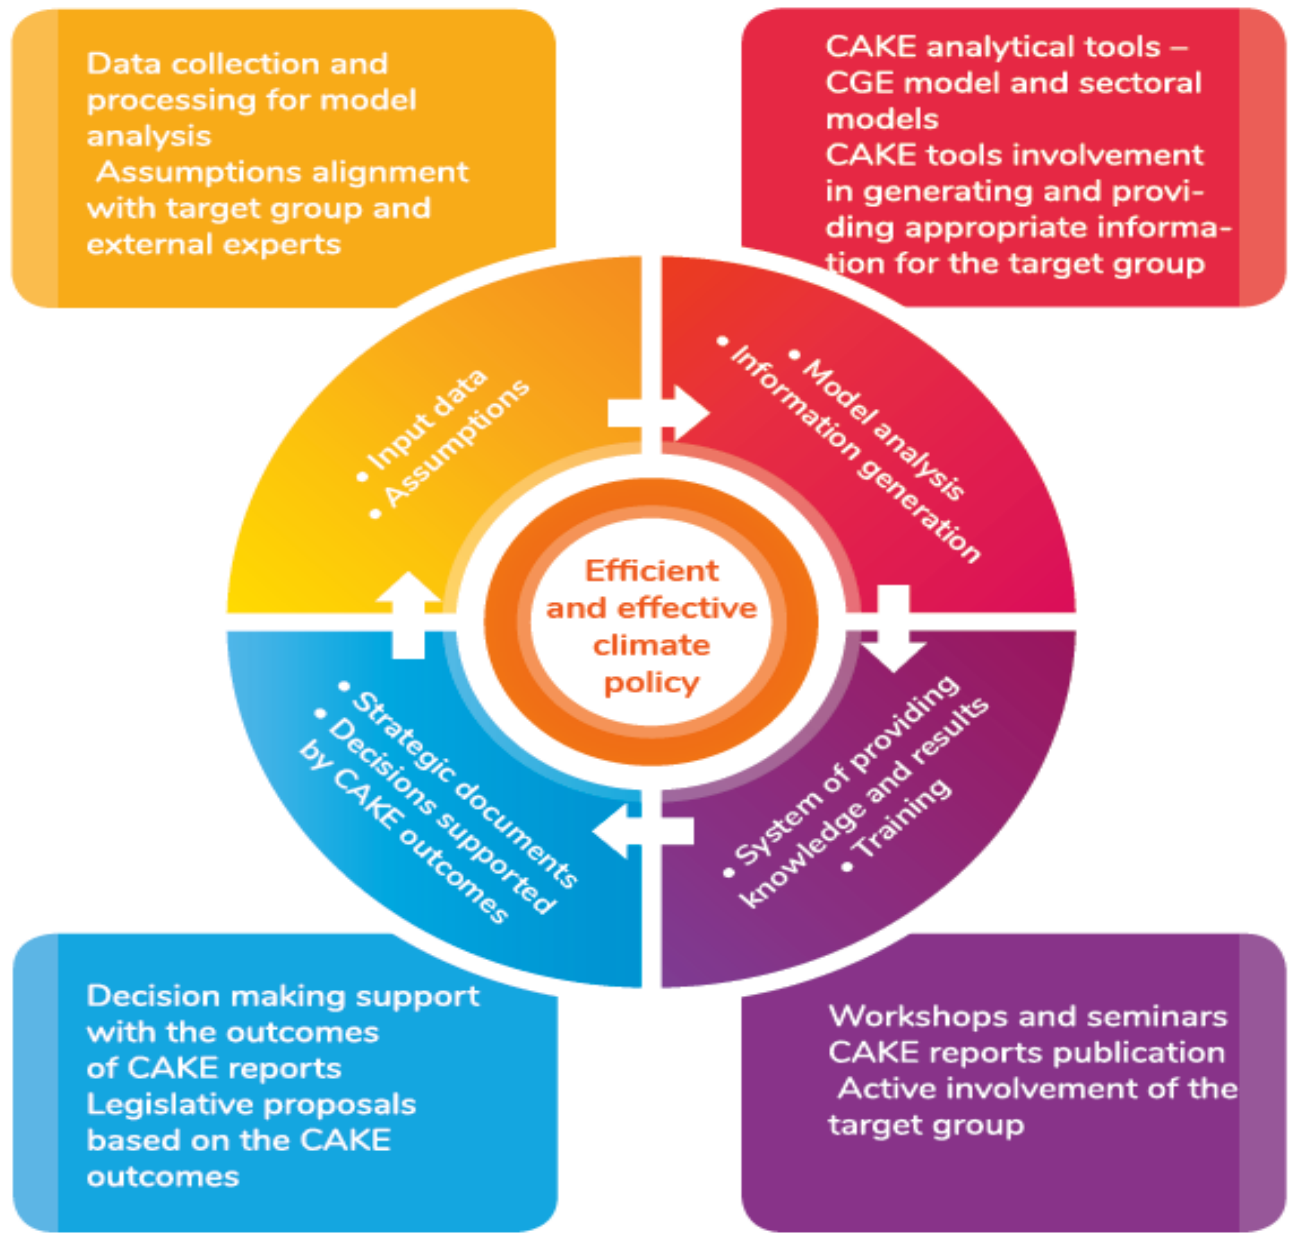 Data collection and
processing for model
analysis
Assumptions alignment
with target group and
external experts
CAKE analytical tools –
CGE model and sectoral
models
CAKE tools involvement
in generating and provi-
ding appropriate informa-
tion for the target group
• Input data
• Assumptions
• Model analysis
• Information generation
Efficient
and effective
climate
policy
• Strategic documents
• Decisions supported
by CAKE outcomes
• System of providing
knowledge and results
• Training
Decision making support
with the outcomes
of CAKE reports
Legislative proposals
based on the CAKE
outcomes
Workshops and seminars
CAKE reports publication
Active involvement of the
target group